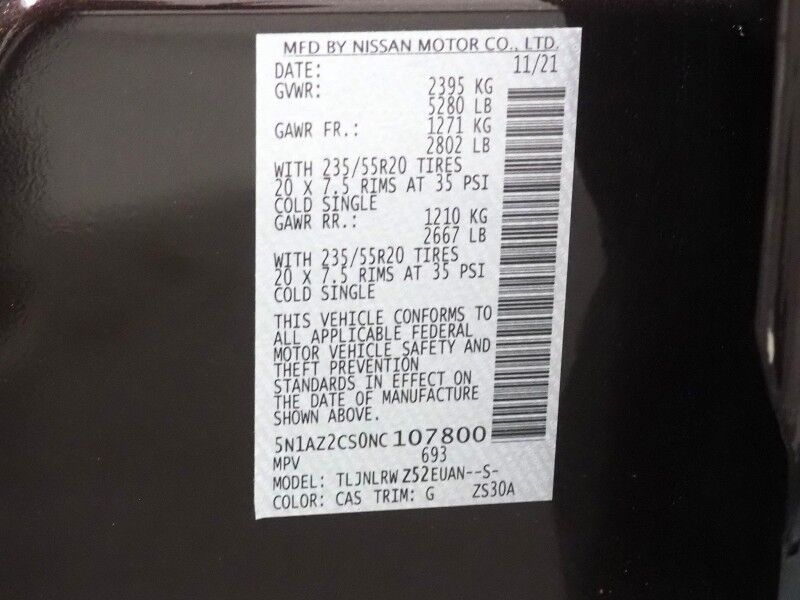 MFD BY NISSAN MOTOR CO., LTD.
DATE: 11/21
GVWR: 2395 KG
5280 LB
GAWR FR.: 1271 KG
2802 LB
WITH 235/55R20 TIRES
20 X 7.5 RIMS AT 35 PSI
COLD SINGLE
GAWR RR.: 1210 KG
2667 LB
WITH 235/55R20 TIRES
20 X 7.5 RIMS AT 35 PSI
COLD SINGLE
THIS VEHICLE CONFORMS TO
ALL APPLICABLE FEDERAL
MOTOR VEHICLE SAFETY AND
THEFT PREVENTION
STANDARDS IN EFFECT ON
THE DATE OF MANUFACTURE
SHOWN ABOVE.
5N1AZ2CS0NC107800
MPV 693
MODEL: TLJNLRWZ52EUAN--S-
COLOR: CAS TRIM: G ZS30A